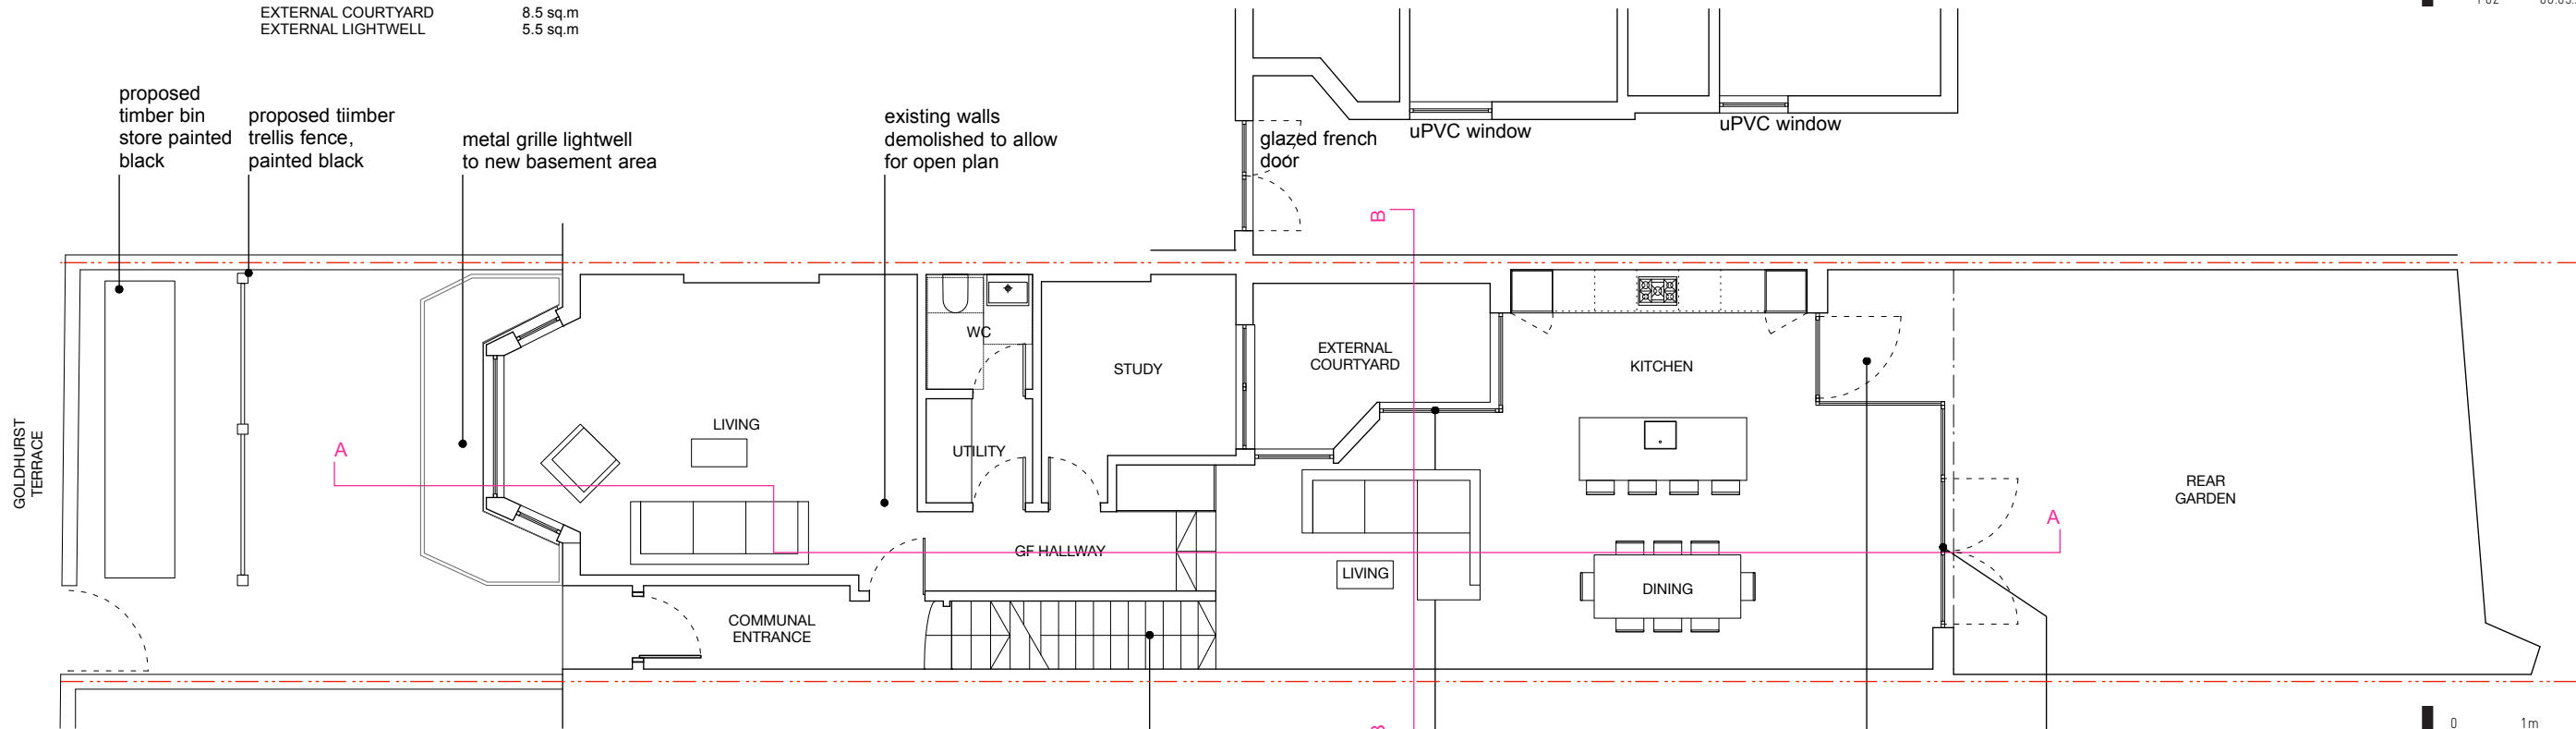 EXTERNAL COURTYARD 8.5 sq.m
EXTERNAL LIGHTWELL 5.5 sq.m
proposed
timber bin
store painted
black
proposed tiimber
trellis fence,
painted black
metal grille lightwell
to new basement area
existing walls
demolished to allow
for open plan
glazed french
door
uPVC window
uPVC window
B
WC
EXTERNAL
COURTYARD
KITCHEN
STUDY
LIVING
UTILITY
A
GOLDHURST
TERRACE
REAR
GARDEN
A
GF HALLWAY
LIVING
DINING
COMMUNAL
ENTRANCE
0 1m